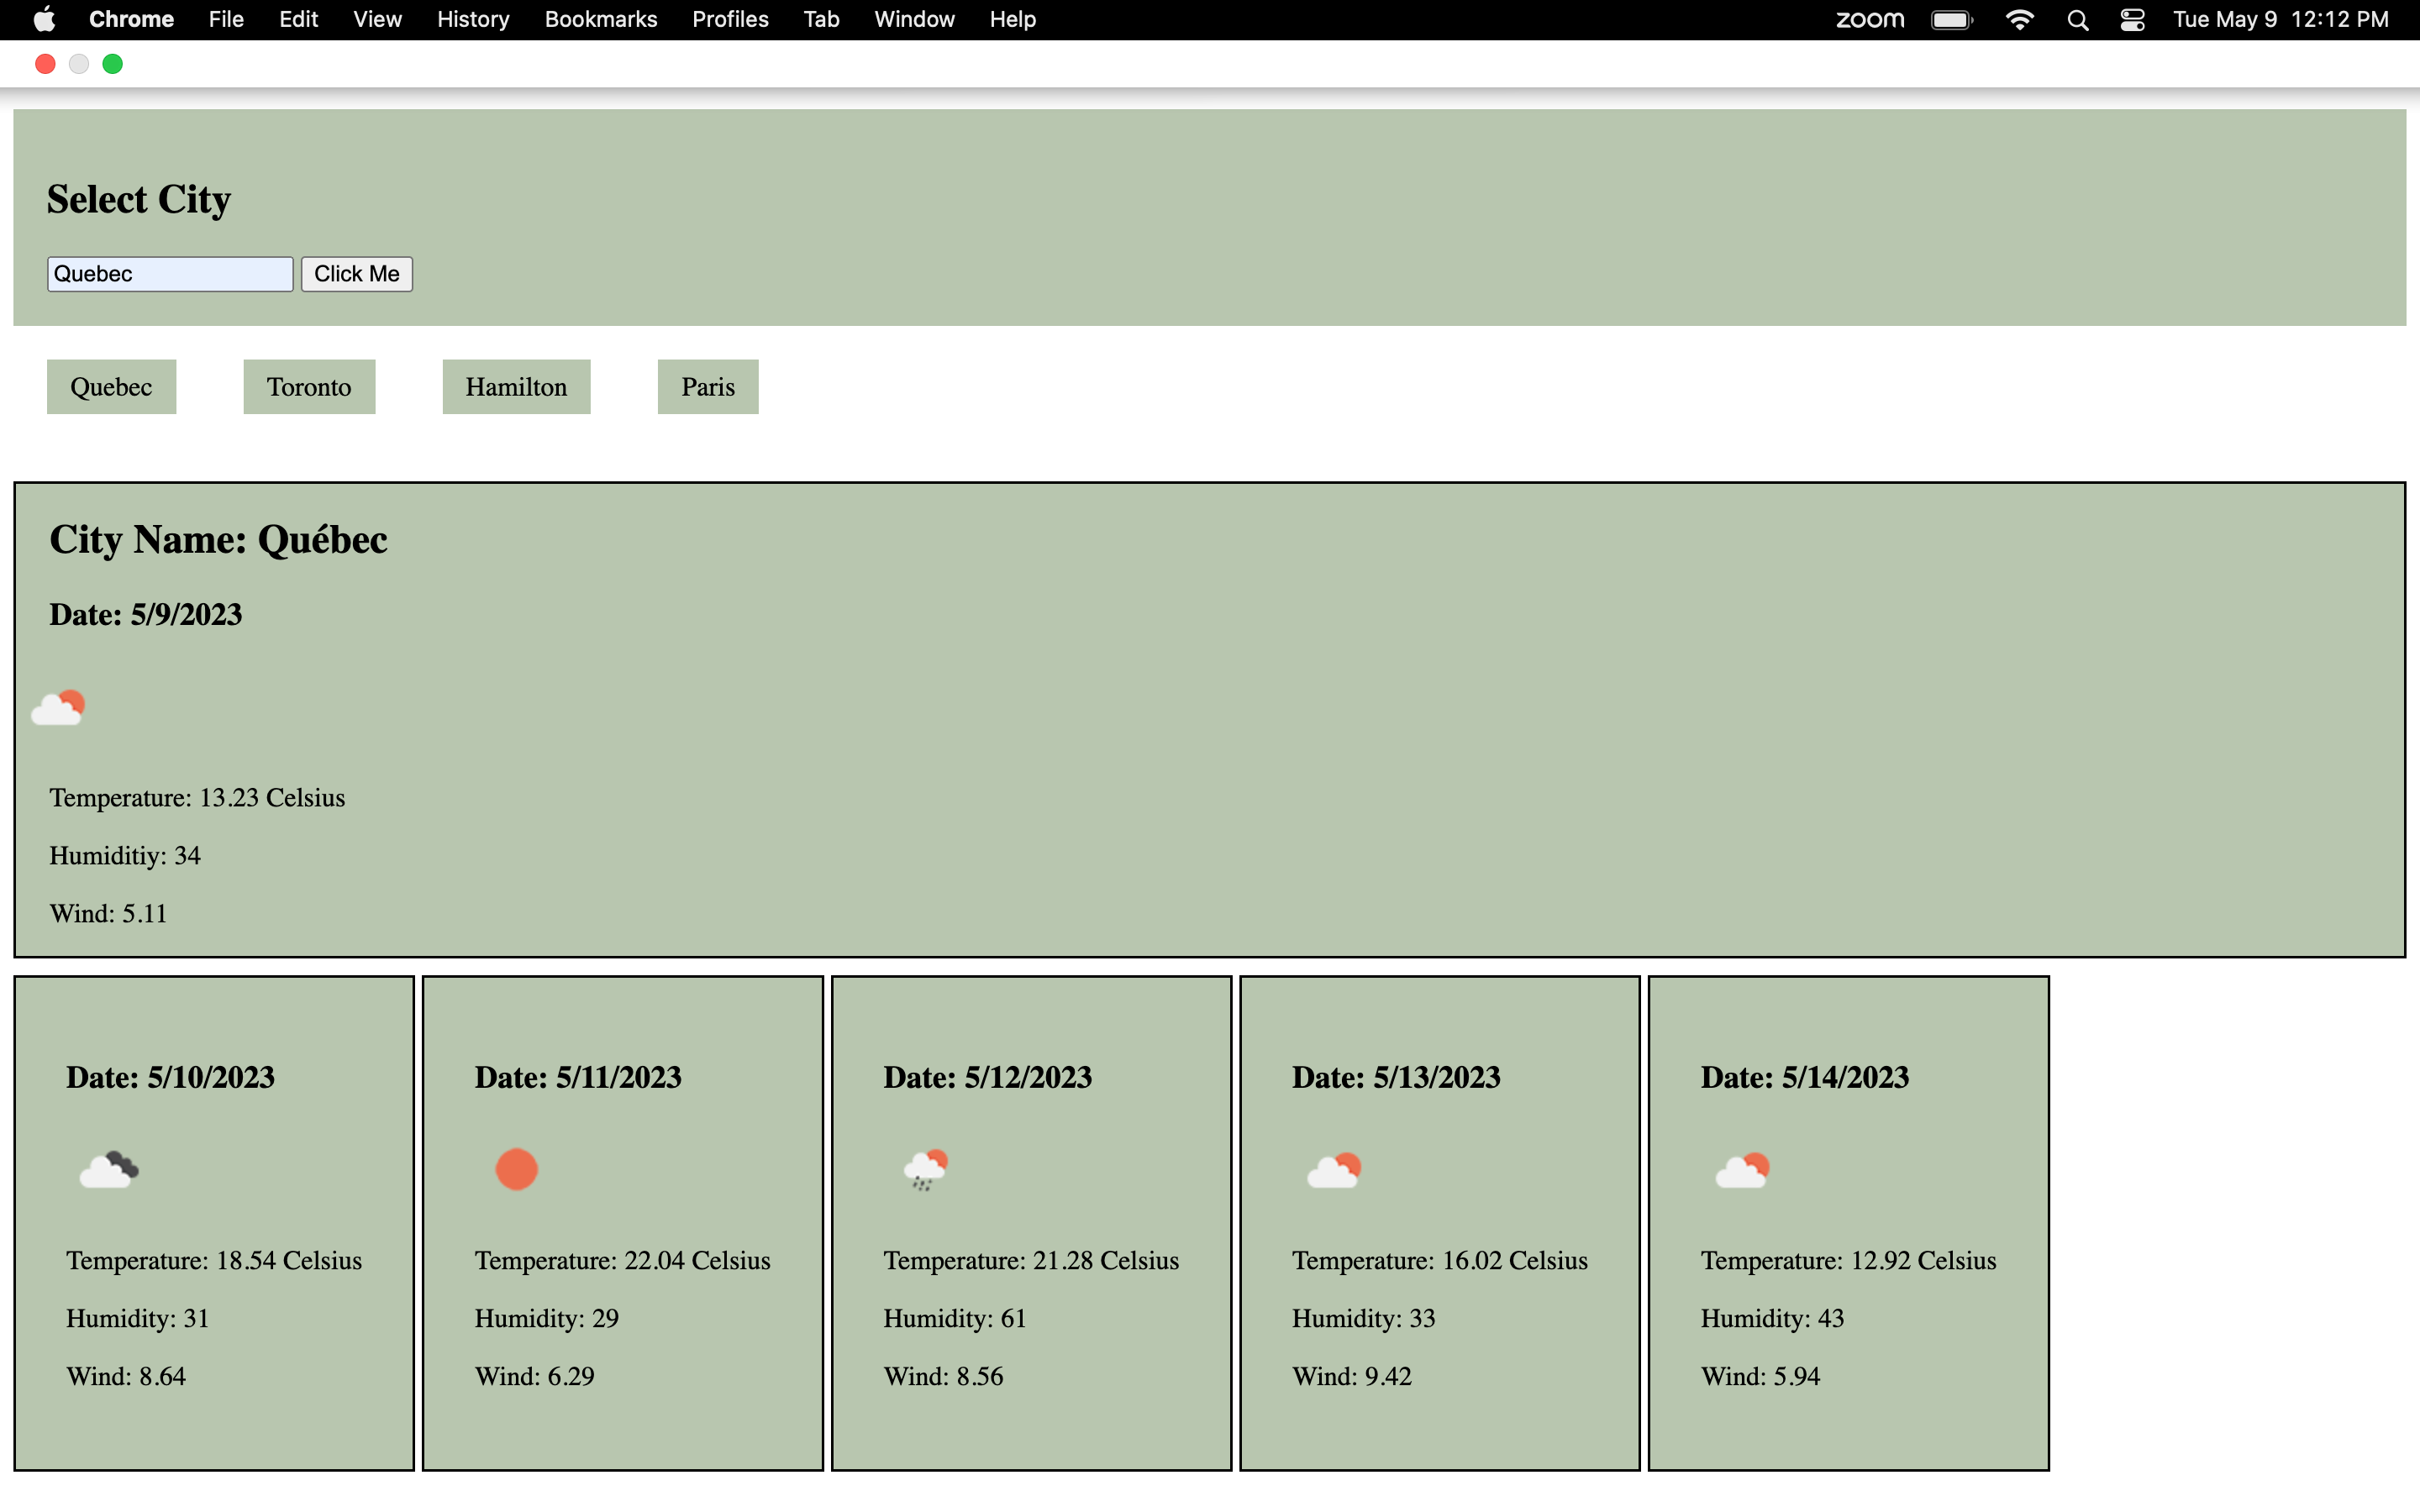 Chrome File Edit View History Bookmarks Profiles Tab Window Help zoom Tue May 9 12:12 PM
Select City
Quebec Click Me
Quebec Toronto Hamilton Paris
City Name: Québec
Date: 5/9/2023
Temperature: 13.23 Celsius
Humiditiy: 34
Wind: 5.11
Date: 5/10/2023
Temperature: 18.54 Celsius
Humidity: 31
Wind: 8.64
Date: 5/11/2023
Temperature: 22.04 Celsius
Humidity: 29
Wind: 6.29
Date: 5/12/2023
Temperature: 21.28 Celsius
Humidity: 61
Wind: 8.56
Date: 5/13/2023
Temperature: 16.02 Celsius
Humidity: 33
Wind: 9.42
Date: 5/14/2023
Temperature: 12.92 Celsius
Humidity: 43
Wind: 5.94